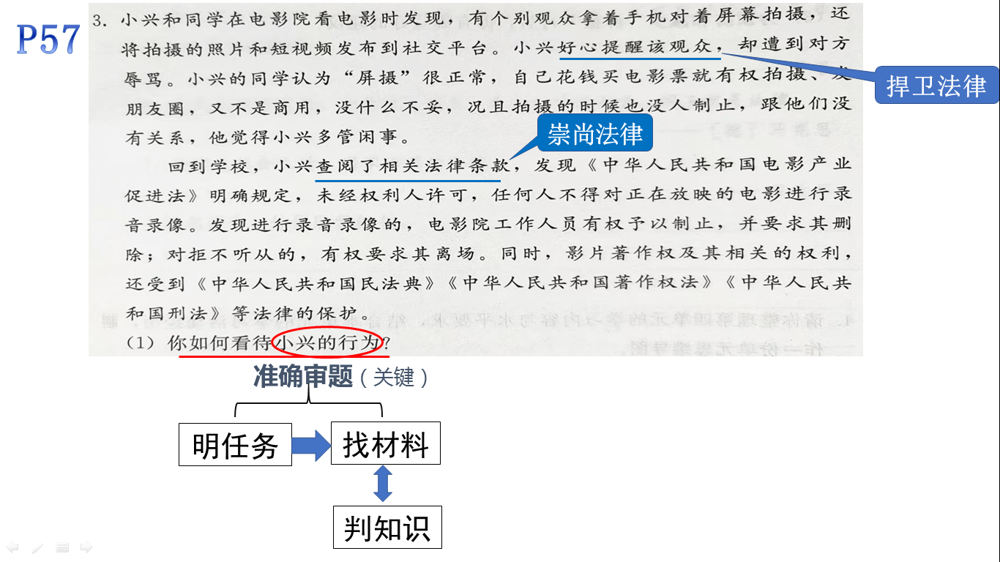 P57
3. 小兴和同学在电影院看电影时发现，有个别观众拿着手机对着屏幕拍摄，还
将拍摄的照片和短视频发布到社交平台。小兴好心提醒该观众，却遭到对方
辱骂。小兴的同学认为“屏摄”很正常，自己花钱买电影票就有权拍摄、发
朋友圈，又不是商用，没什么不妥，况且拍摄的时候也没人制止，跟他们没
有关系，他觉得小兴多管闲事。
捍卫法律
崇尚法律
回到学校，小兴查阅了相关法律条款，发现《中华人民共和国电影产业
促进法》明确规定，未经权利人许可，任何人不得对正在放映的电影进行录
音录像。发现进行录音录像的，电影院工作人员有权予以制止，并要求其删
除；对拒不听从的，有权要求其离场。同时，影片著作权及其相关的权利，
还受到《中华人民共和国民法典》《中华人民共和国著作权法》《中华人民共
和国刑法》等法律的保护。
（1）你如何看待小兴的行为?
准确审题（关键）
明任务
找材料
判知识